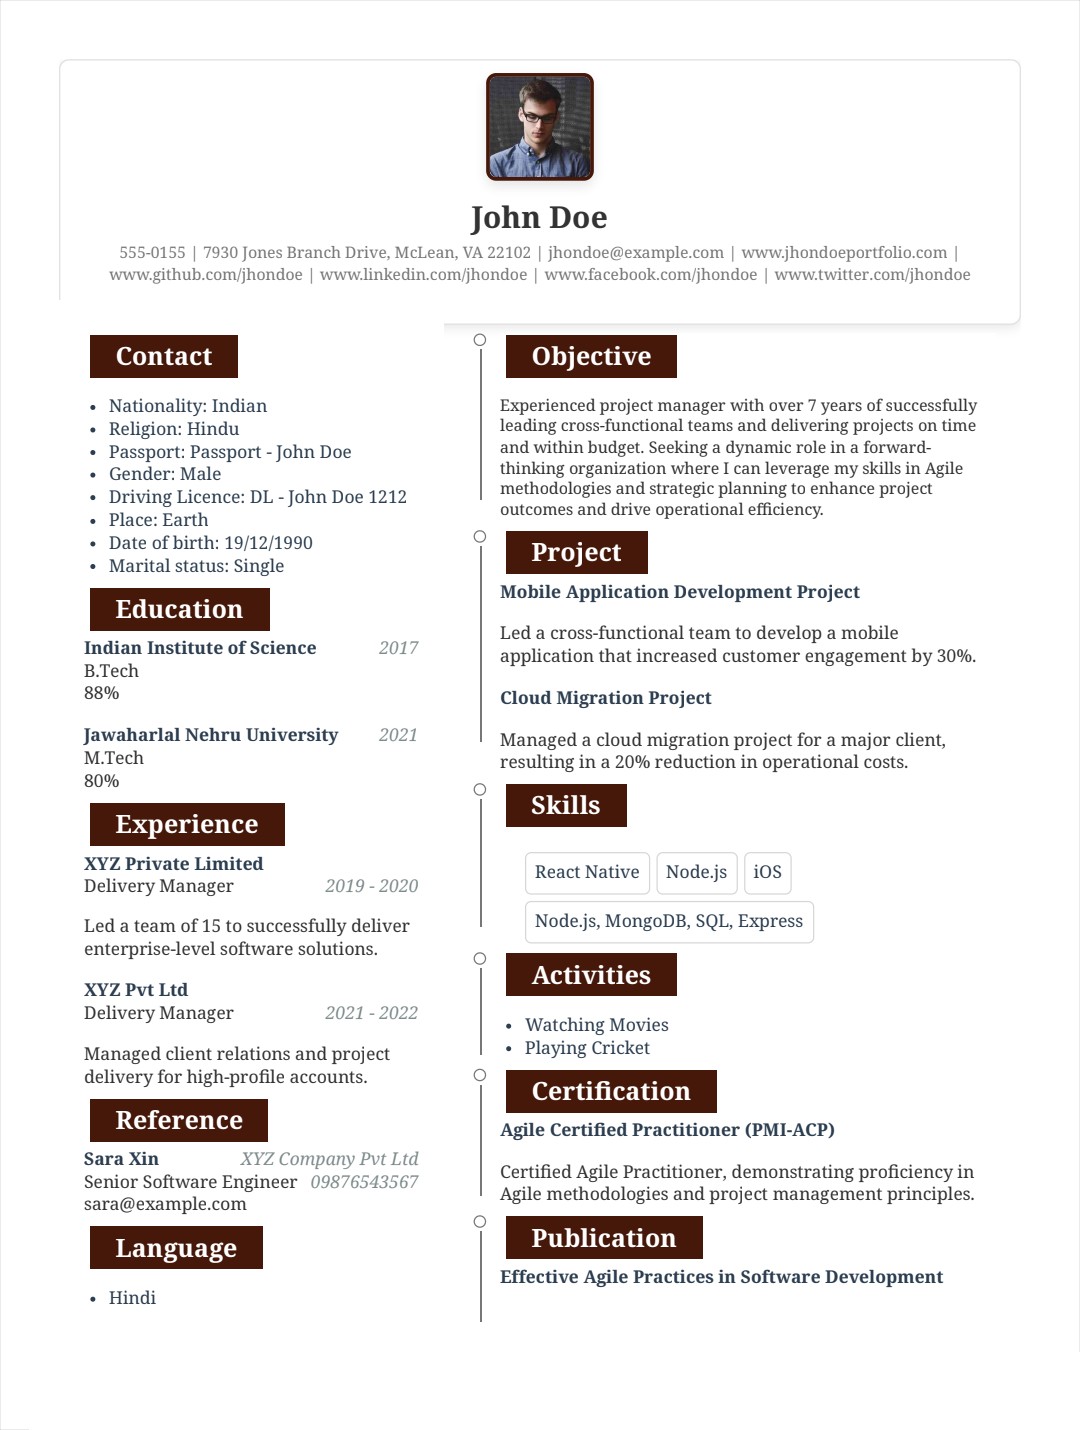 John Doe
555-0155 | 7930 Jones Branch Drive, McLean, VA 22102 | jhondoe@example.com | www.jhondoeportfolio.com |
www.github.com/jhondoe | www.linkedin.com/jhondoe | www.facebook.com/jhondoe | www.twitter.com/jhondoe
Contact
• Nationality: Indian
• Religion: Hindu
• Passport: Passport - John Doe
• Gender: Male
• Driving Licence: DL - John Doe 1212
• Place: Earth
• Date of birth: 19/12/1990
• Marital status: Single
Education
Indian Institute of Science 2017
B.Tech
88%
Jawaharlal Nehru University 2021
M.Tech
80%
Experience
XYZ Private Limited
Delivery Manager 2019 - 2020
Led a team of 15 to successfully deliver
enterprise-level software solutions.
XYZ Pvt Ltd
Delivery Manager 2021 - 2022
Managed client relations and project
delivery for high-profile accounts.
Reference
Sara Xin XYZ Company Pvt Ltd
Senior Software Engineer 09876543567
sara@example.com
Language
• Hindi
Objective
Experienced project manager with over 7 years of successfully
leading cross-functional teams and delivering projects on time
and within budget. Seeking a dynamic role in a forward-
thinking organization where I can leverage my skills in Agile
methodologies and strategic planning to enhance project
outcomes and drive operational efficiency.
Project
Mobile Application Development Project
Led a cross-functional team to develop a mobile
application that increased customer engagement by 30%.
Cloud Migration Project
Managed a cloud migration project for a major client,
resulting in a 20% reduction in operational costs.
Skills
React Native Node.js iOS
Node.js, MongoDB, SQL, Express
Activities
• Watching Movies
• Playing Cricket
Certification
Agile Certified Practitioner (PMI-ACP)
Certified Agile Practitioner, demonstrating proficiency in
Agile methodologies and project management principles.
Publication
Effective Agile Practices in Software Development